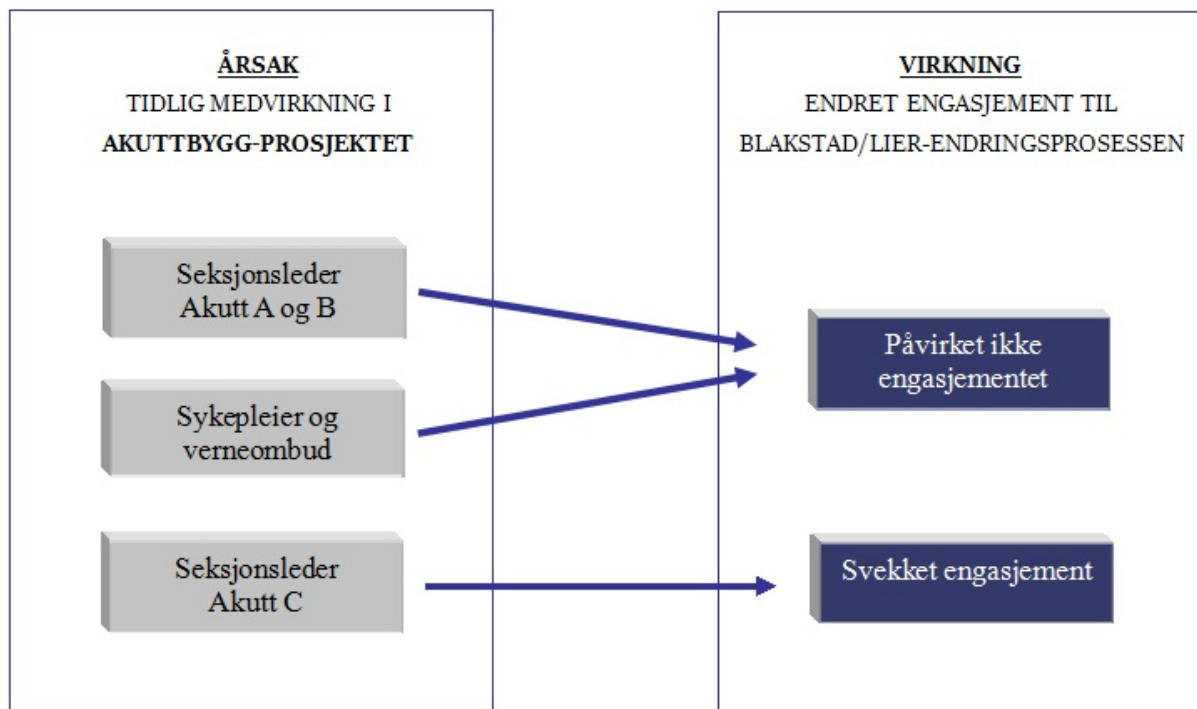 ÅRSAK
TIDLIG MEDVIRKNING I
AKUTTBYGG-PROSJEKTET
Seksjonsleder
Akutt A og B
Sykepleier og
verneombud
Seksjonsleder
Akutt C
VIRKNING
ENDRET ENGASJEMENT TIL
BLAKSTAD/LIER-ENDRINGSPROSESSEN
Påvirket ikke
engasjementet
Svekket engasjement